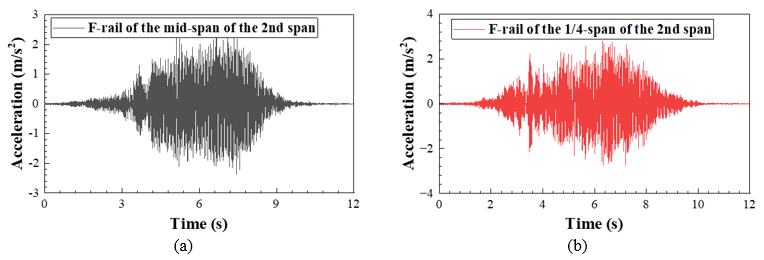 F-rail of the mid-span of the 2nd span
Acceleration (m/s²)
3
2
1
0
-1
-2
-3
0 3 6 9 12
Time (s)
(a)
F-rail of the 1/4-span of the 2nd span
Acceleration (m/s²)
4
2
0
−2
−4
0 2 4 6 8 10 12
Time (s)
(b)